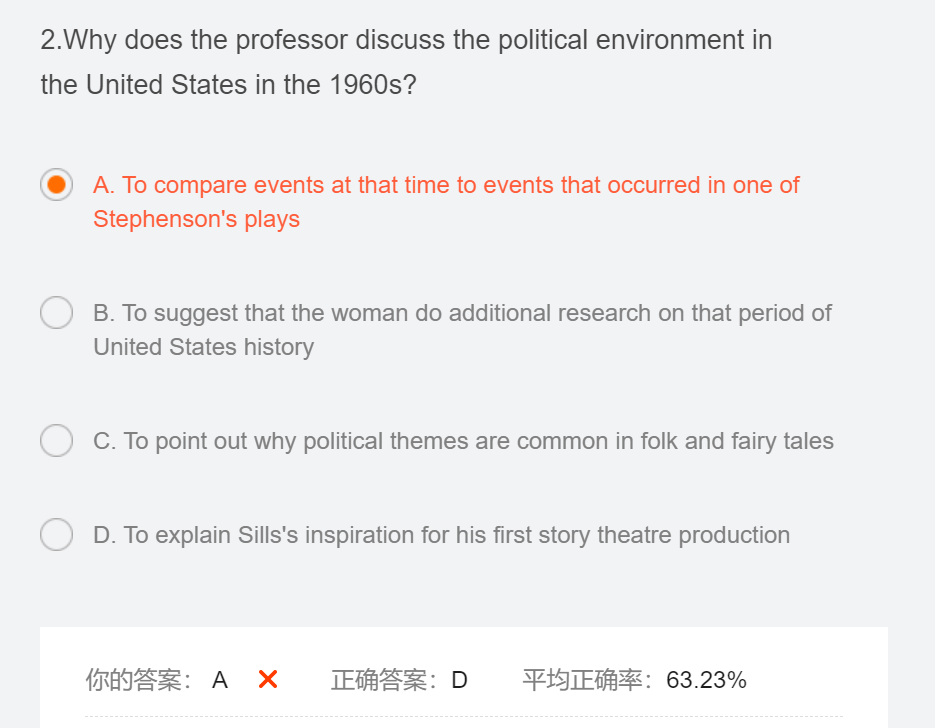 2.Why does the professor discuss the political environment in
the United States in the 1960s?
A. To compare events at that time to events that occurred in one of
Stephenson's plays
B. To suggest that the woman do additional research on that period of
United States history
C. To point out why political themes are common in folk and fairy tales
D. To explain Sills's inspiration for his first story theatre production
你的答案： A ✕ 正确答案： D 平均正确率： 63.23%